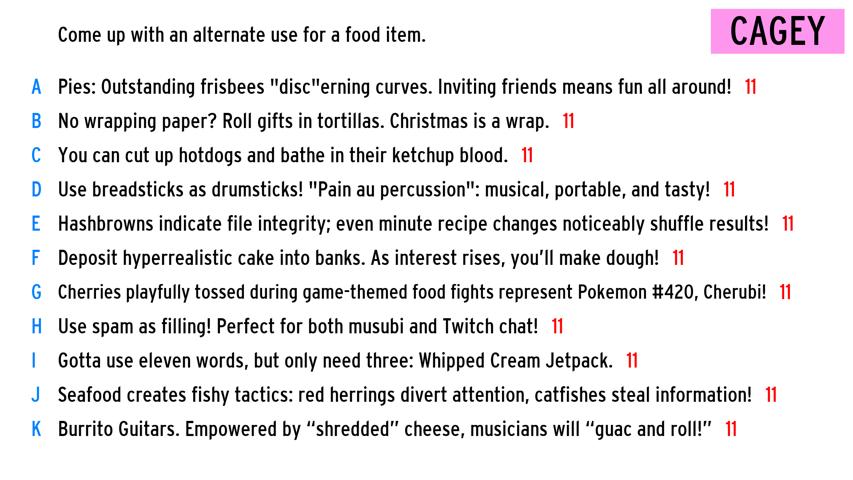 Come up with an alternate use for a food item.
CAGEY
A Pies: Outstanding frisbees "disc"erning curves. Inviting friends means fun all around! 11
B No wrapping paper? Roll gifts in tortillas. Christmas is a wrap. 11
C You can cut up hotdogs and bathe in their ketchup blood. 11
D Use breadsticks as drumsticks! "Pain au percussion": musical, portable, and tasty! 11
E Hashbrowns indicate file integrity; even minute recipe changes noticeably shuffle results! 11
F Deposit hyperrealistic cake into banks. As interest rises, you'll make dough! 11
G Cherries playfully tossed during game-themed food fights represent Pokemon #420, Cherubi! 11
H Use spam as filling! Perfect for both musubi and Twitch chat! 11
I Gotta use eleven words, but only need three: Whipped Cream Jetpack. 11
J Seafood creates fishy tactics: red herrings divert attention, catfishes steal information! 11
K Burrito Guitars. Empowered by “shredded” cheese, musicians will “guac and roll!” 11